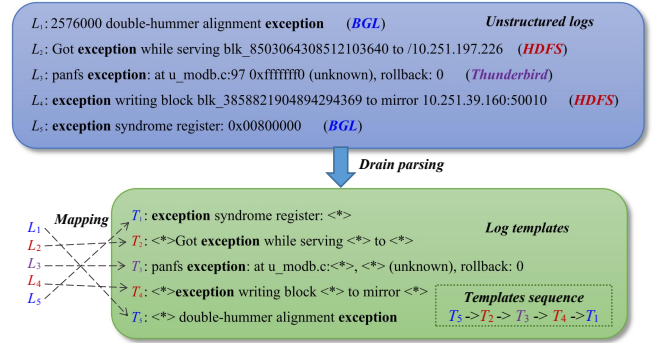 L₁: 2576000 double-hummer alignment exception (BGL) Unstructured logs
L₂: Got exception while serving blk_8503064308512103640 to /10.251.197.226 (HDFS)
L₃: panfs exception: at u_modb.c:97 0xffffffff0 (unknown), rollback: 0 (Thunderbird)
L₄: exception writing block blk_3858821904894294369 to mirror 10.251.39.160:50010 (HDFS)
L₅: exception syndrome register: 0x00800000 (BGL)
Drain parsing
Mapping
L₁
L₂
L₃
L₄
L₅
T₁: exception syndrome register: <*>
T₂: <*>Got exception while serving <*> to <*>
Log templates
T₃: panfs exception: at u_modb.c:<*>, <*> (unknown), rollback: 0
T₄: <*>exception writing block <*> to mirror <*>
T₅: <*> double-hummer alignment exception
Templates sequence
T₅ ->T₂ -> T₃ -> T₄ ->T₁